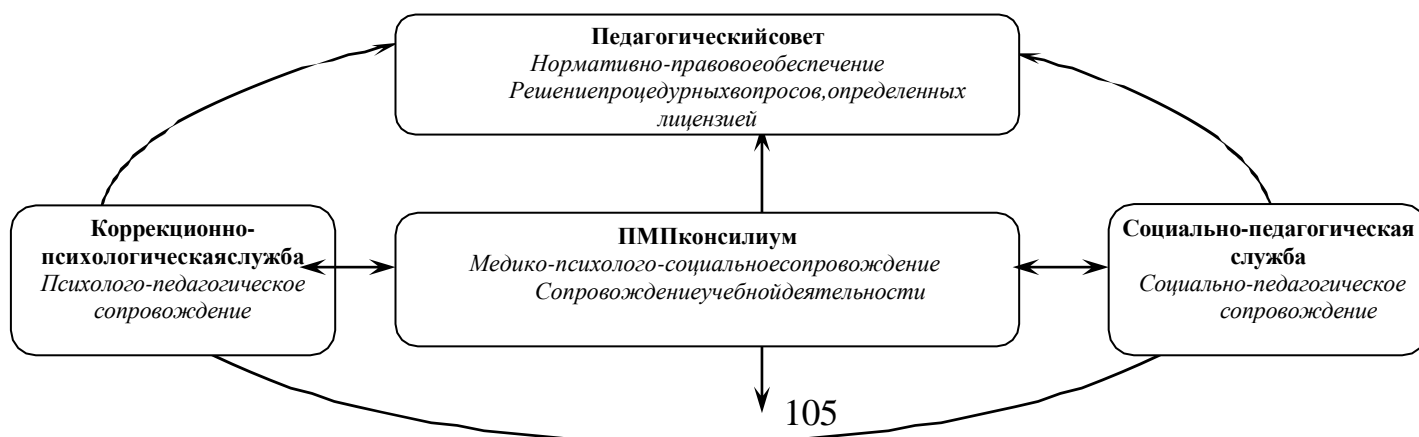 Педагогическийсовет
Нормативно-правовоеобеспечение
Решениепроцедурныхвопросов,определенных
лицензией
Коррекционно-
психологическаяслужба
Психолого-педагогическое
сопровождение
ПМПконсилиум
Медико-психолого-социальноесопровождение
Сопровождениеучебнойдеятельности
Социально-педагогическая
служба
Социально-педагогическое
сопровождение
105